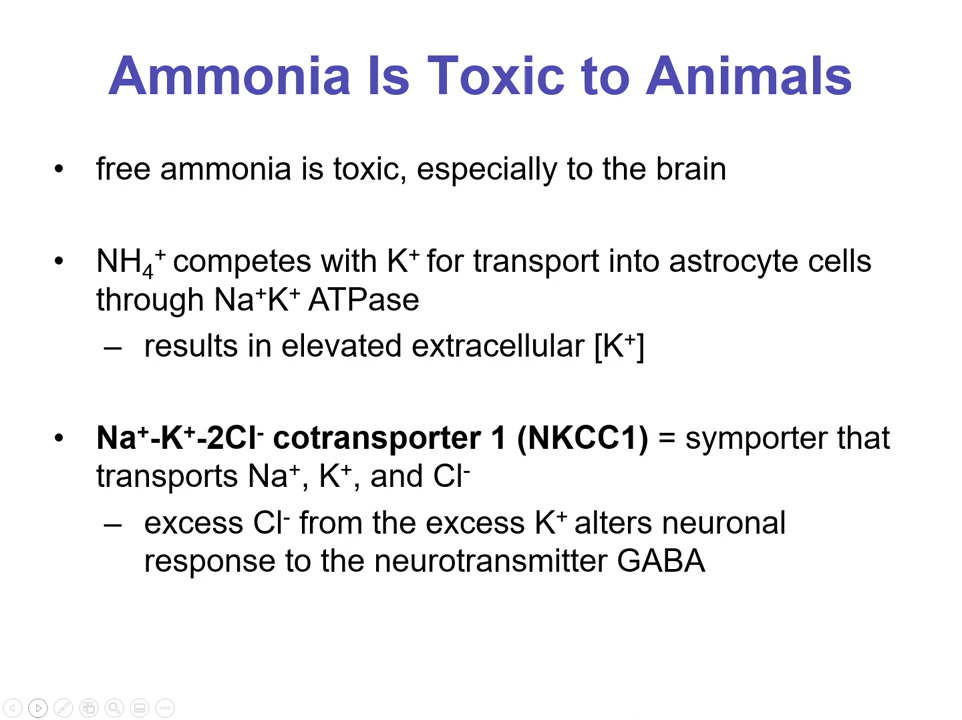 Ammonia Is Toxic to Animals
• free ammonia is toxic, especially to the brain
• NH₄⁺ competes with K⁺ for transport into astrocyte cells
through Na⁺K⁺ ATPase
– results in elevated extracellular [K⁺]
• Na⁺-K⁺-2Cl⁻ cotransporter 1 (NKCC1) = symporter that
transports Na⁺, K⁺, and Cl⁻
– excess Cl⁻ from the excess K⁺ alters neuronal
response to the neurotransmitter GABA